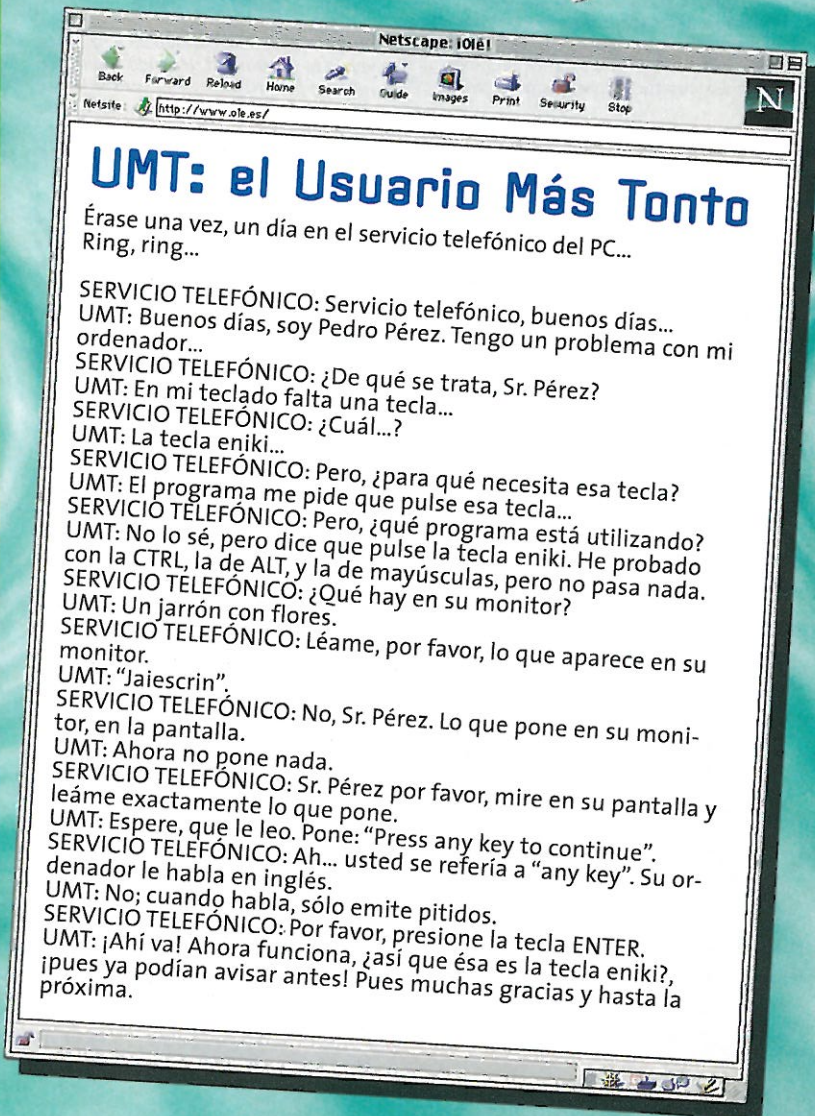 Netscape: ¡Olé!
Back Forward Reload Home Search Guide Images Print Security Stop
N
Netsite: http://www.ole.es/
UMT: el Usuario Más Tonto
Érase una vez, un día en el servicio telefónico del PC...
Ring, ring...
SERVICIO TELEFÓNICO: Servicio telefónico, buenos días...
UMT: Buenos días, soy Pedro Pérez. Tengo un problema con mi
ordenador...
SERVICIO TELEFÓNICO: ¿De qué se trata, Sr. Pérez?
UMT: En mi teclado falta una tecla...
SERVICIO TELEFÓNICO: ¿Cuál...?
UMT: La tecla eniki...
SERVICIO TELEFÓNICO: Pero, ¿para qué necesita esa tecla?
UMT: El programa me pide que pulse esa tecla...
SERVICIO TELEFÓNICO: Pero, ¿qué programa está utilizando?
UMT: No lo sé, pero dice que pulse la tecla eniki. He probado
con la CTRL, la de ALT, y la de mayúsculas, pero no pasa nada.
SERVICIO TELEFÓNICO: ¿Qué hay en su monitor?
UMT: Un jarrón con flores.
SERVICIO TELEFÓNICO: Léame, por favor, lo que aparece en su
monitor.
UMT: “Jaiescrin”.
SERVICIO TELEFÓNICO: No, Sr. Pérez. Lo que pone en su moni-
tor, en la pantalla.
UMT: Ahora no pone nada.
SERVICIO TELEFÓNICO: Sr. Pérez por favor, mire en su pantalla y
leáme exactamente lo que pone.
UMT: Espere, que le leo. Pone: “Press any key to continue”.
SERVICIO TELEFÓNICO: Ah... usted se refería a “any key”. Su or-
denador le habla en inglés.
UMT: No; cuando habla, sólo emite pitidos.
SERVICIO TELEFÓNICO: Por favor, presione la tecla ENTER.
UMT: ¡Ahí va! Ahora funciona, ¿así que ésa es la tecla eniki?,
¡pues ya podían avisar antes! Pues muchas gracias y hasta la
próxima.